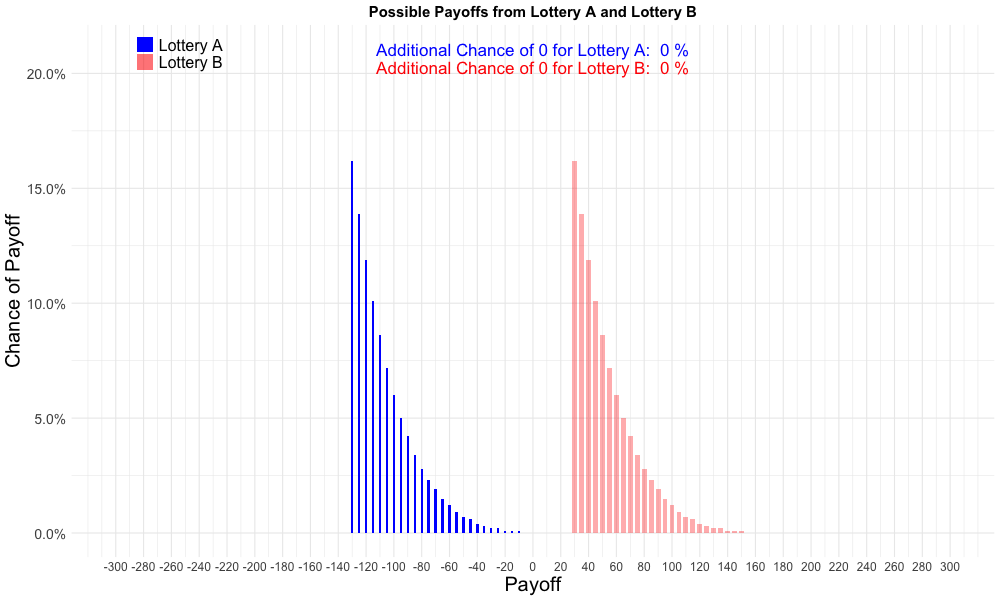 Possible Payoffs from Lottery A and Lottery B
Lottery A
Lottery B
Additional Chance of 0 for Lottery A:  0 %
Additional Chance of 0 for Lottery B:  0 %
Chance of Payoff
20.0%
15.0%
10.0%
5.0%
0.0%
-300 -280 -260 -240 -220 -200 -180 -160 -140 -120 -100 -80 -60 -40 -20 0 20 40 60 80 100 120 140 160 180 200 220 240 260 280 300
Payoff